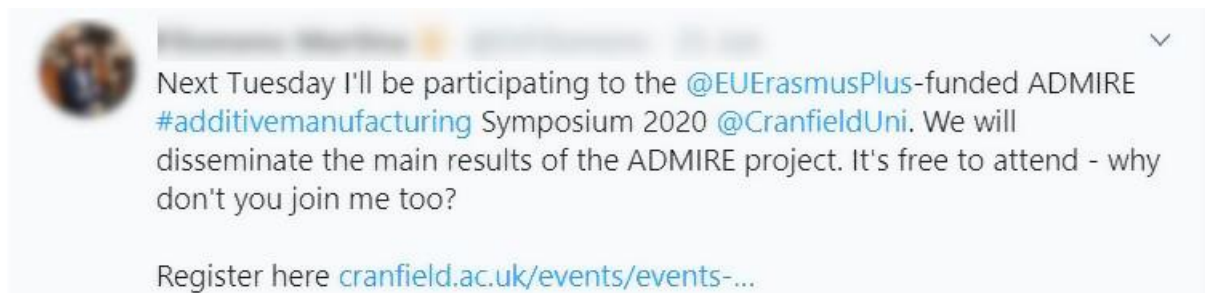 Next Tuesday I'll be participating to the @EUErasmusPlus-funded ADMIRE
#additivemanufacturing Symposium 2020 @CranfieldUni. We will
disseminate the main results of the ADMIRE project. It's free to attend - why
don't you join me too?
Register here cranfield.ac.uk/events/events-...